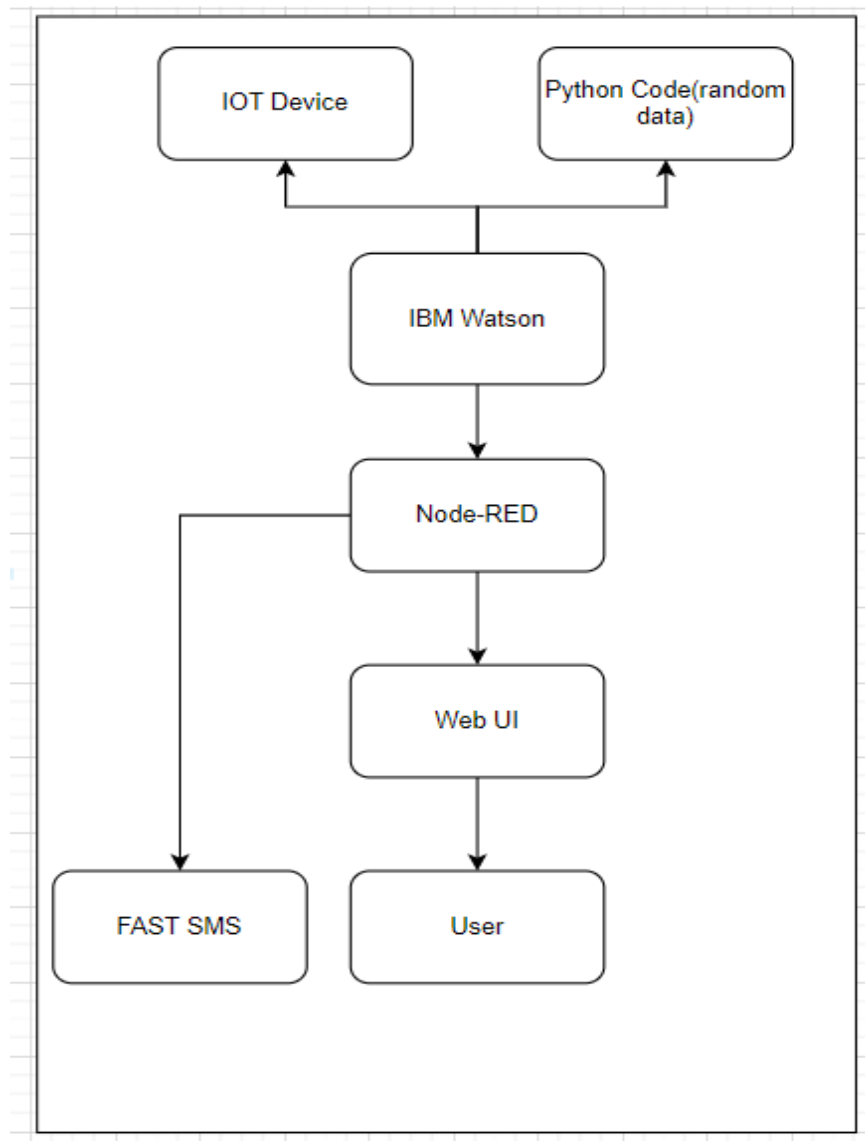 IOT Device
Python Code(random
data)
IBM Watson
Node-RED
Web UI
FAST SMS
User